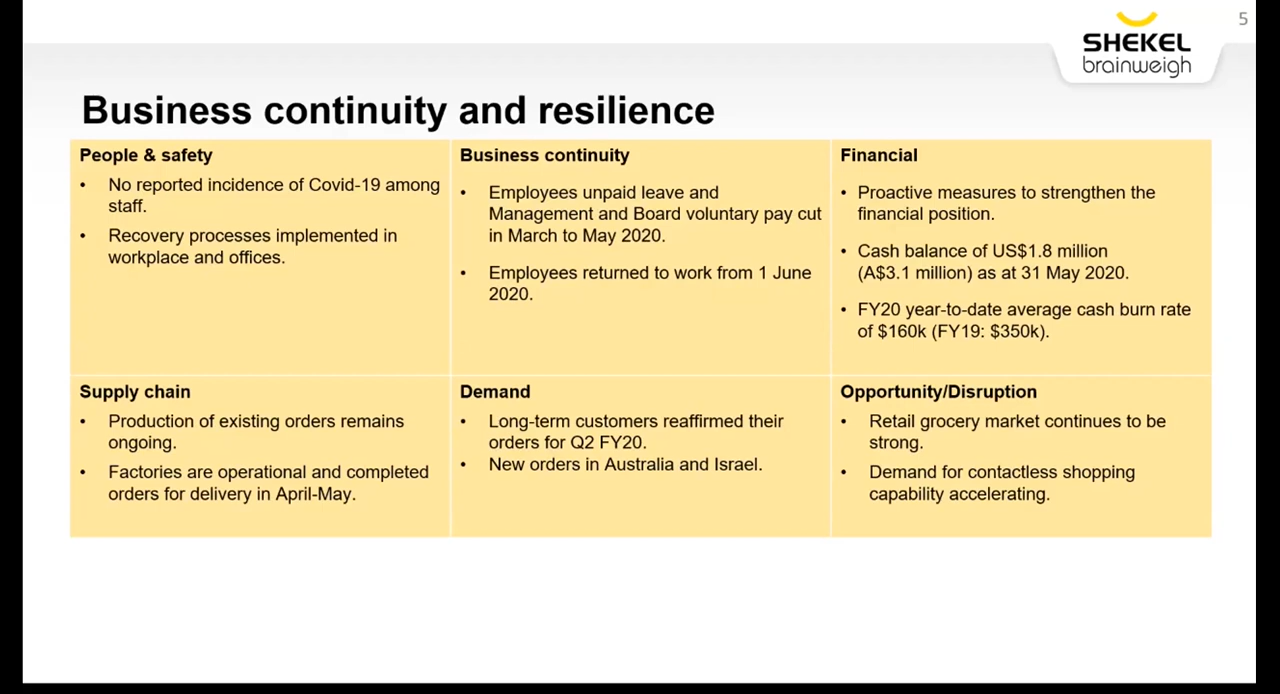 5
SHEKEL
brainweigh
Business continuity and resilience
People & safety
• No reported incidence of Covid-19 among
staff.
• Recovery processes implemented in
workplace and offices.
Business continuity
• Employees unpaid leave and
Management and Board voluntary pay cut
in March to May 2020.
• Employees returned to work from 1 June
2020.
Financial
• Proactive measures to strengthen the
financial position.
• Cash balance of US$1.8 million
(A$3.1 million) as at 31 May 2020.
• FY20 year-to-date average cash burn rate
of $160k (FY19: $350k).
Supply chain
• Production of existing orders remains
ongoing.
• Factories are operational and completed
orders for delivery in April-May.
Demand
• Long-term customers reaffirmed their
orders for Q2 FY20.
• New orders in Australia and Israel.
Opportunity/Disruption
• Retail grocery market continues to be
strong.
• Demand for contactless shopping
capability accelerating.